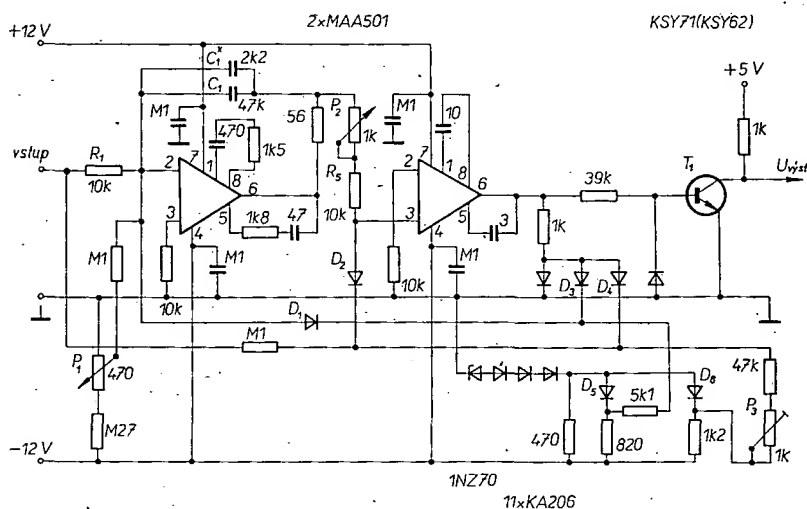 2xMAA501
KSY71(KSY62)
+12 V
C₁ˣ
2k2
C₁
47k
+5 V
M1
470
1k5
56
P₂
1k
M1
10
1k
vstup
R₁
10k
7
1
8
2
6
3
5
4
R₅
10k
7
1
8
2
6
3
5
4
39k
T₁
Uvýst
1k8
47
3
M1
10k
M1
D₂
10k
M1
1k
D₃
D₄
D₁
M1
P₁
470
M27
D₅
5k1
D₆
47k
P₃
1k
470
820
1k2
−12 V
1NZ70
11xKA206